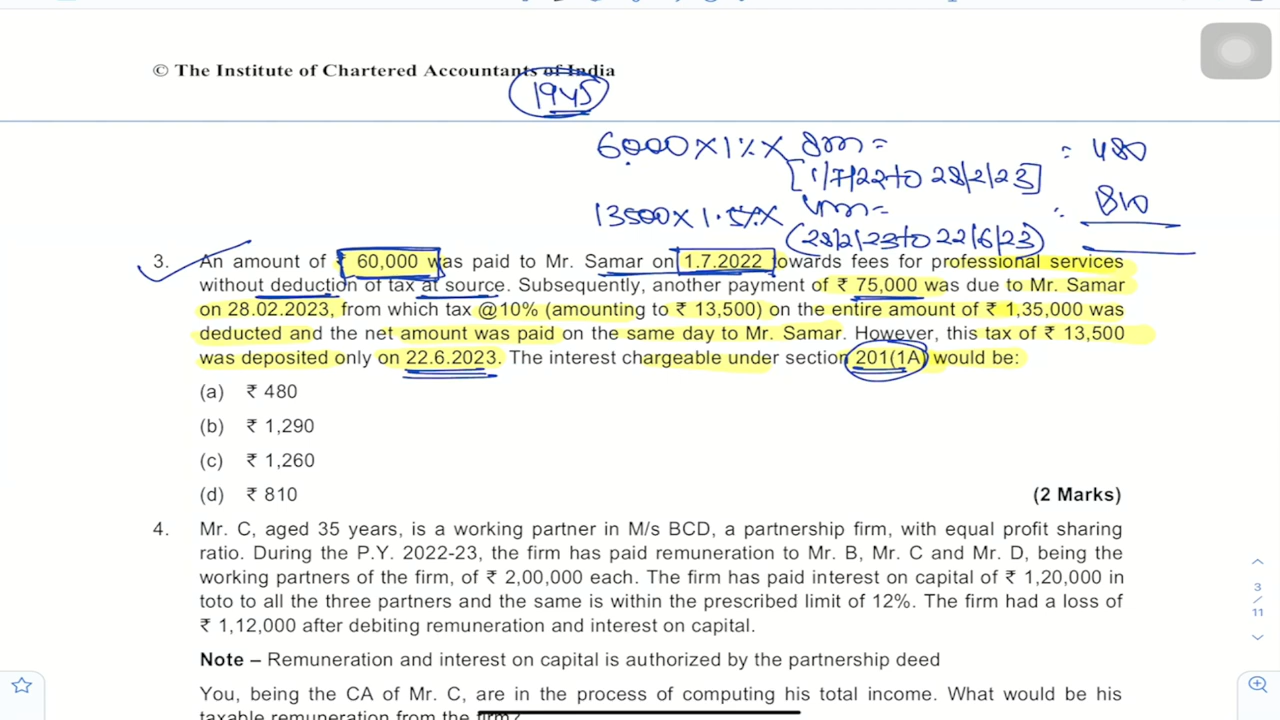 © The Institute of Chartered Accountants of India
194J
6000 X 1% X 8m = = 480
[1/7/22 to 28/2/23]
13500 X 1.5% X 4m = = 810
(28/2/23 to 22/6/23)
3. An amount of ₹ 60,000 was paid to Mr. Samar on 1.7.2022 towards fees for professional services
without deduction of tax at source. Subsequently, another payment of ₹ 75,000 was due to Mr. Samar
on 28.02.2023, from which tax @10% (amounting to ₹ 13,500) on the entire amount of ₹ 1,35,000 was
deducted and the net amount was paid on the same day to Mr. Samar. However, this tax of ₹ 13,500
was deposited only on 22.6.2023. The interest chargeable under section 201(1A) would be:
(a) ₹ 480
(b) ₹ 1,290
(c) ₹ 1,260
(d) ₹ 810 (2 Marks)
4. Mr. C, aged 35 years, is a working partner in M/s BCD, a partnership firm, with equal profit sharing
ratio. During the P.Y. 2022-23, the firm has paid remuneration to Mr. B, Mr. C and Mr. D, being the
working partners of the firm, of ₹ 2,00,000 each. The firm has paid interest on capital of ₹ 1,20,000 in
toto to all the three partners and the same is within the prescribed limit of 12%. The firm had a loss of
₹ 1,12,000 after debiting remuneration and interest on capital.
Note – Remuneration and interest on capital is authorized by the partnership deed
You, being the CA of Mr. C, are in the process of computing his total income. What would be his
taxable remuneration from the firm?
3
/
11